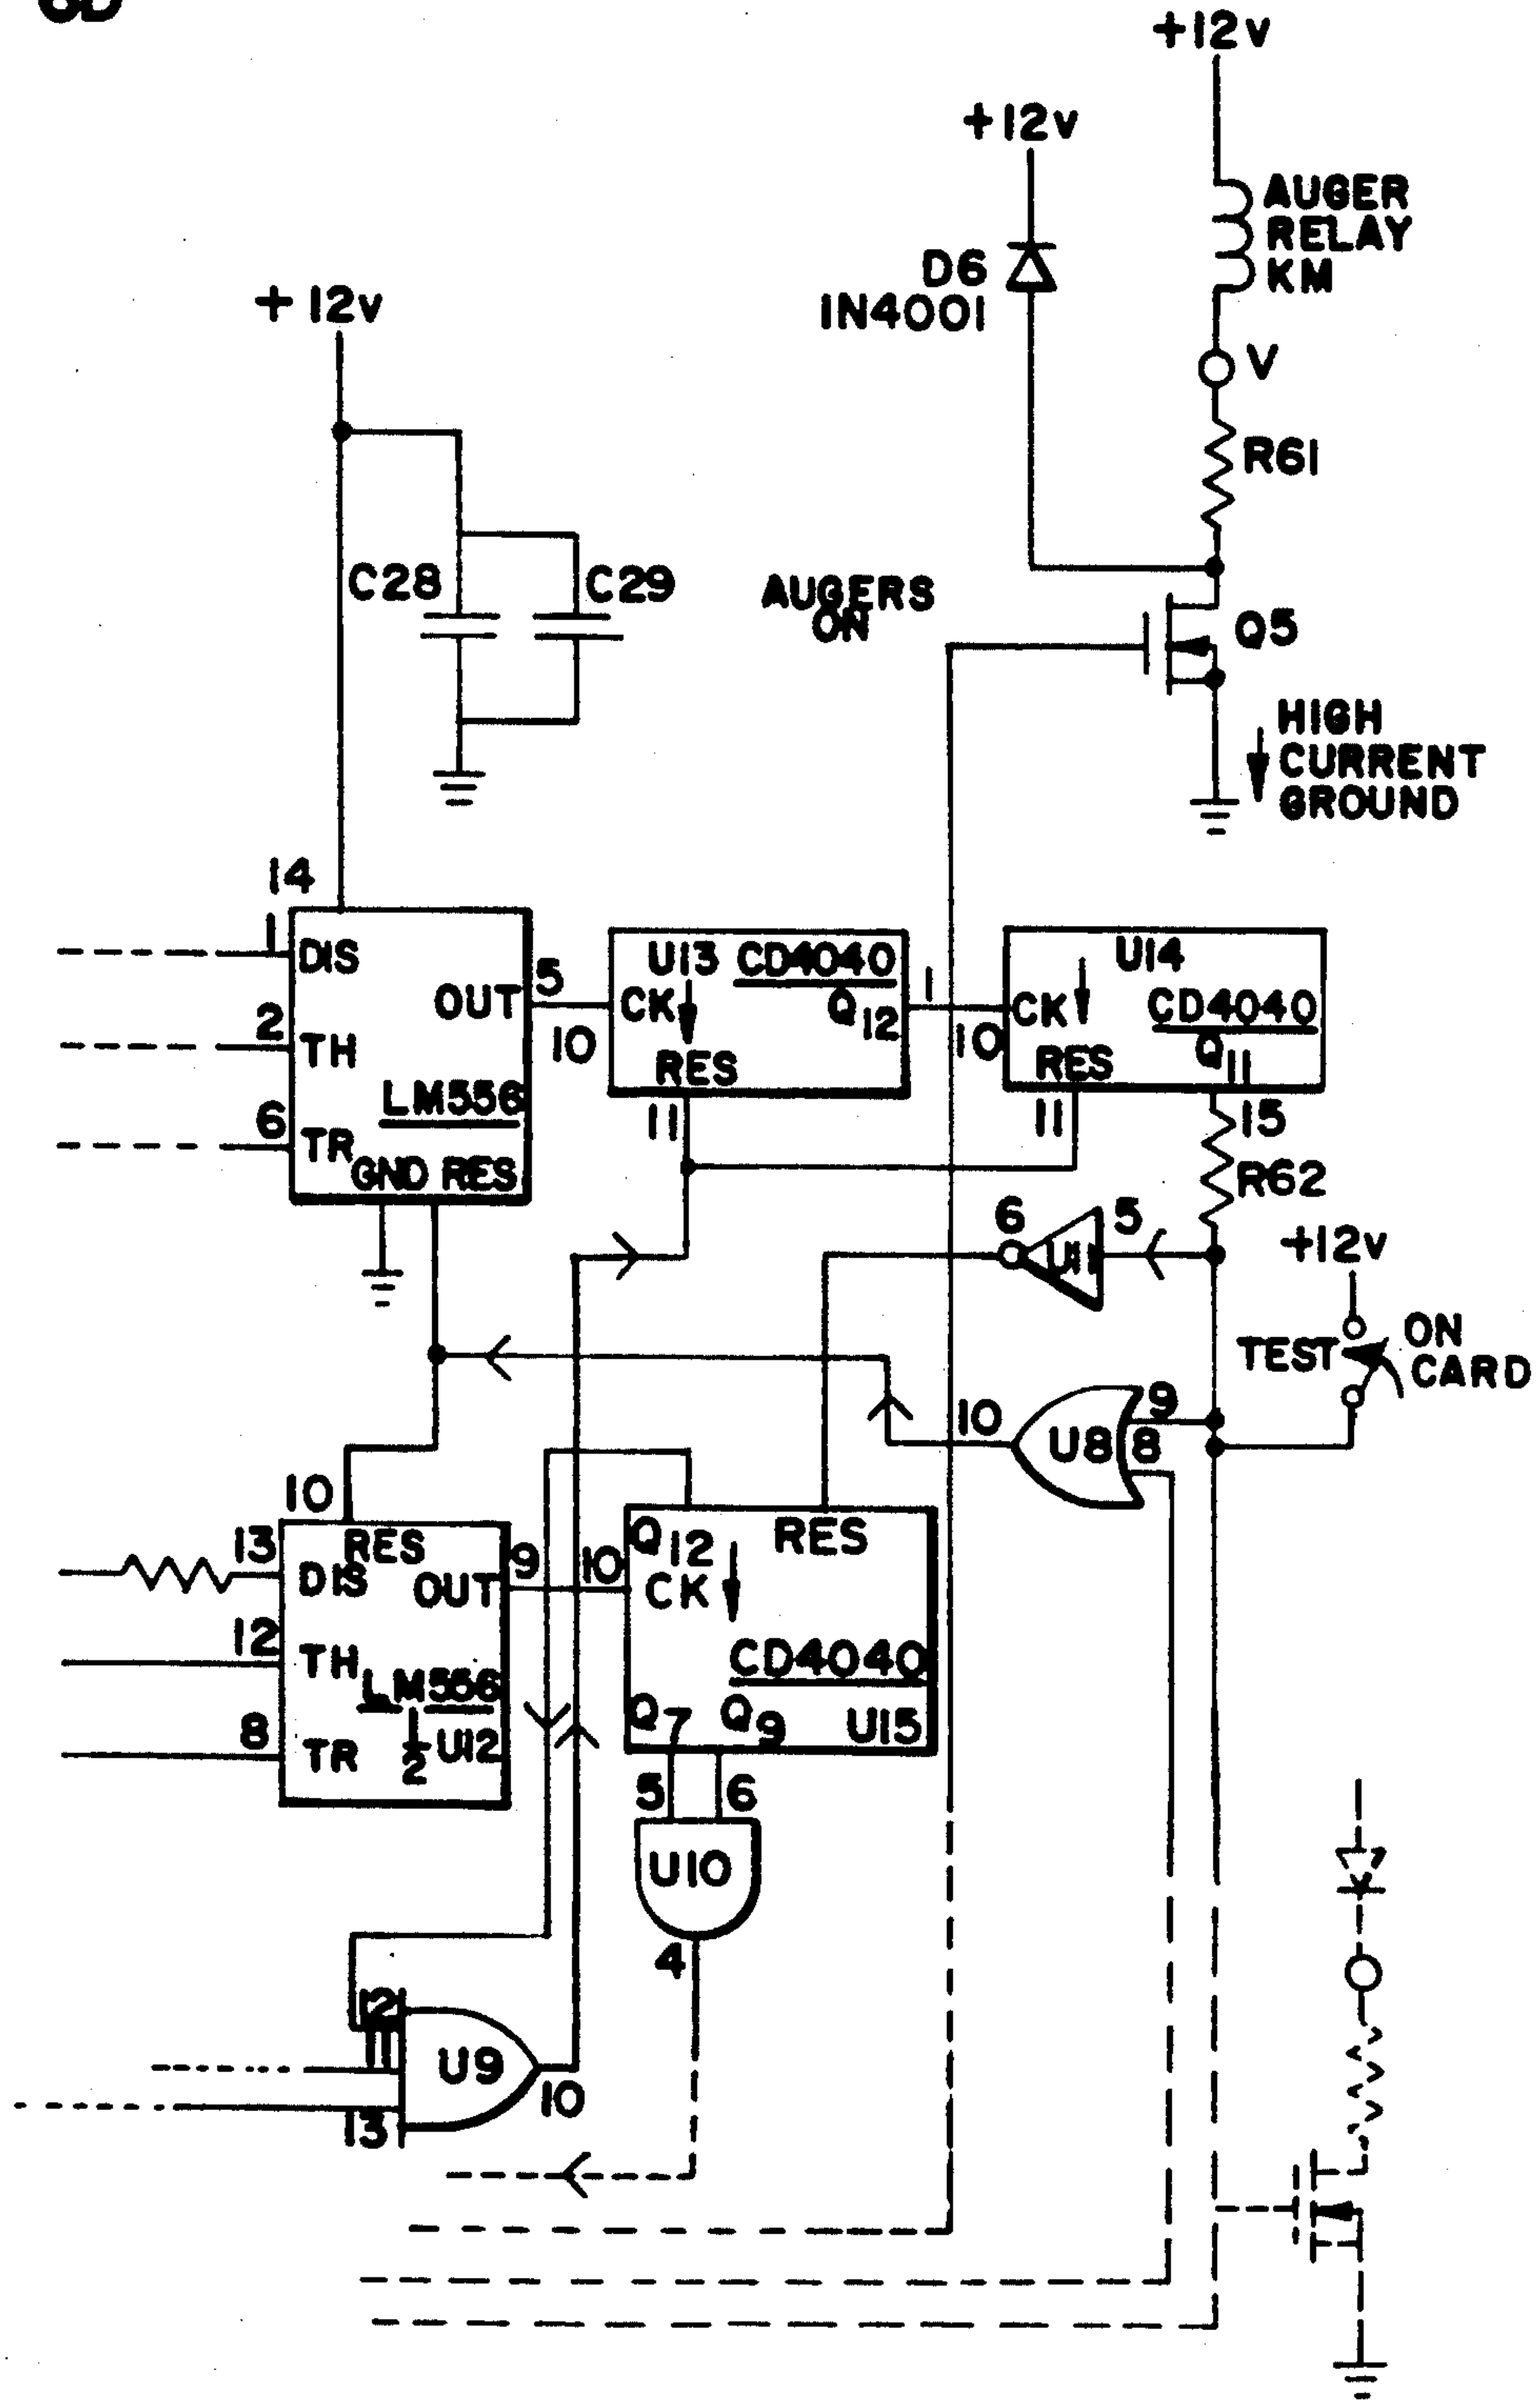 +12v
+12v
AUGER
RELAY
KM
D6
1N4001
+12v
V
R61
C28
C29
AUGERS
ON
Q5
HIGH
CURRENT
GROUND
14
1
DIS
5
OUT
2
TH
LM556
6
TR
GND RES
10
U13 CD4040
CK
Q12
RES
11
1
10
U14
CK
CD4040
Q11
RES
11
15
R62
6
5
U11
+12v
TEST
ON
CARD
10
9
U8
8
10
13
RES
DIS
OUT
9
12
TH
LM556
1/2 U12
8
TR
10
Q12
RES
CK
CD4040
Q7
Q9
U15
5
6
U10
4
12
11
U9
13
10